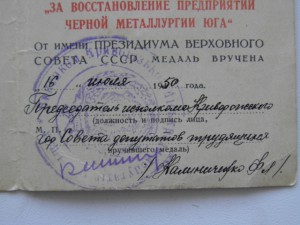 "ЗА ВОССТАНОВЛЕНИЕ ПРЕДПРИЯТИЙ
ЧЕРНОЙ МЕТАЛЛУРГИИ ЮГА"
От имени ПРЕЗИДИУМА ВЕРХОВНОГО
СОВЕТА СССР МЕДАЛЬ ВРУЧЕНА
16 июля 1950 года.
Председатель исполкома Криворожского
(должность и подпись лица,
М. П.
Гор Совета депутатов трудящихся
вручившего медаль)
/Калиниченко